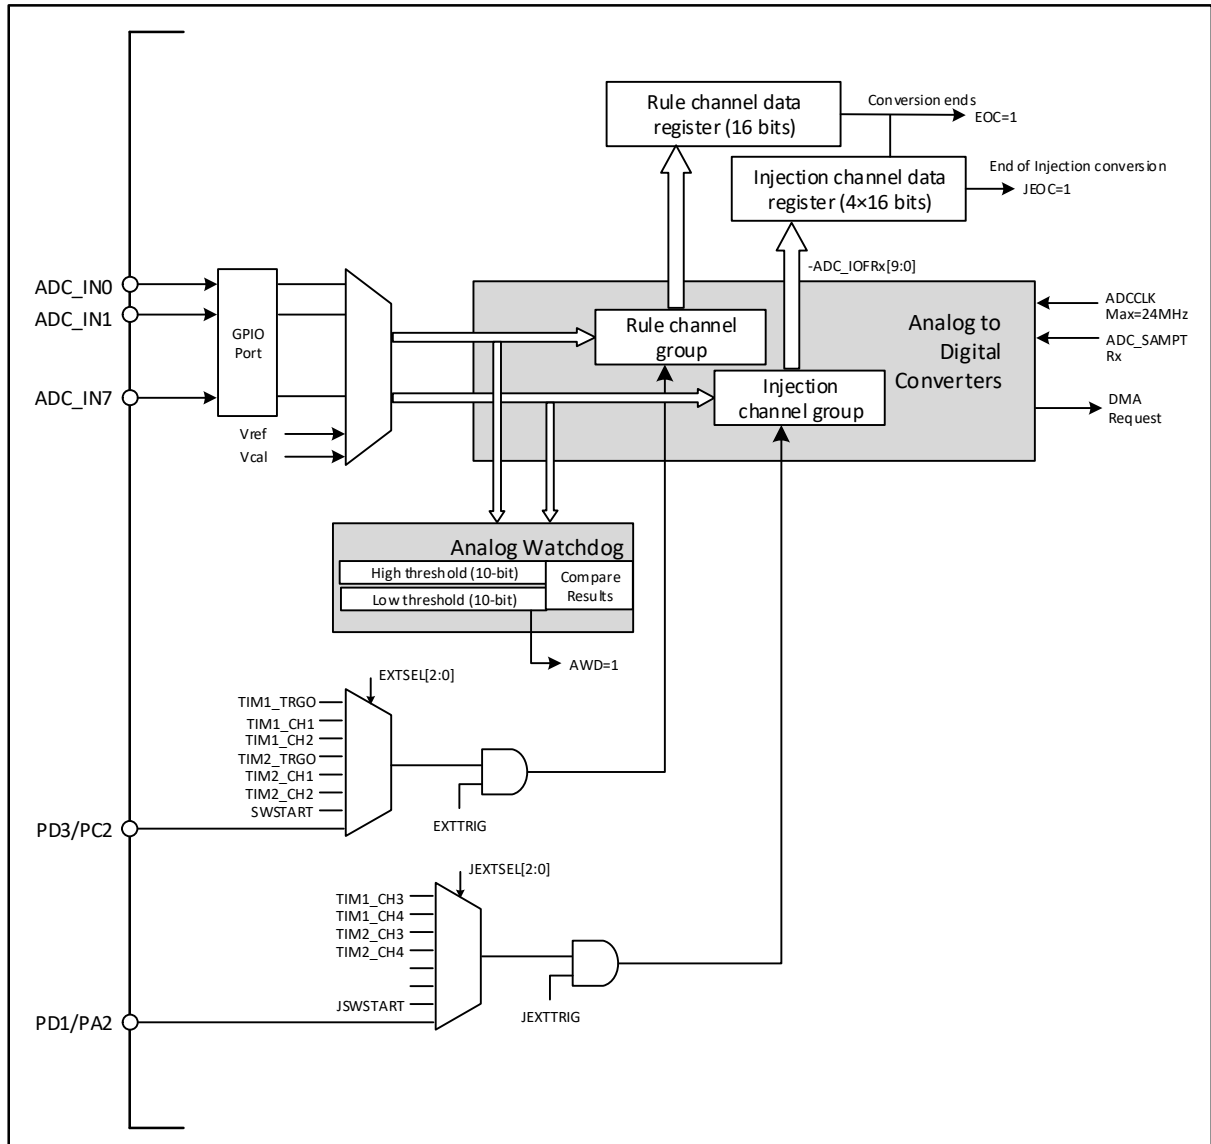 Rule channel data
register (16 bits)
Conversion ends
EOC=1
Injection channel data
register (4×16 bits)
End of Injection conversion
JEOC=1
-ADC_IOFRx[9:0]
ADC_IN0
ADC_IN1
ADC_IN7
GPIO
Port
Vref
Vcal
Rule channel
group
Injection
channel group
Analog to
Digital
Converters
ADCCLK
Max=24MHz
ADC_SAMPT
Rx
DMA
Request
Analog Watchdog
High threshold (10-bit)
Low threshold (10-bit)
Compare
Results
AWD=1
EXTSEL[2:0]
TIM1_TRGO
TIM1_CH1
TIM1_CH2
TIM2_TRGO
TIM2_CH1
TIM2_CH2
SWSTART
PD3/PC2
EXTTRIG
JEXTSEL[2:0]
TIM1_CH3
TIM1_CH4
TIM2_CH3
TIM2_CH4
JSWSTART
PD1/PA2
JEXTTRIG